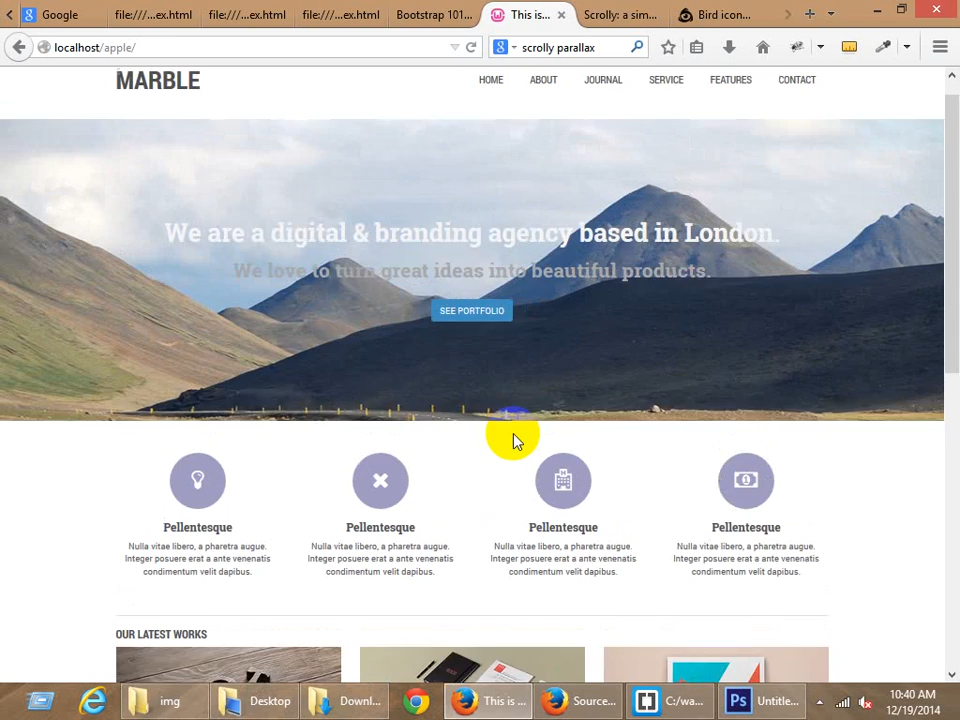 Google
file:///...ex.html
file:///...ex.html
file:///...ex.html
Bootstrap 101...
This is...
Scrolly: a sim...
Bird icon...
localhost/apple/
scrolly parallax
MARBLE
HOME
ABOUT
JOURNAL
SERVICE
FEATURES
CONTACT
We are a digital & branding agency based in London.
We love to turn great ideas into beautiful products.
SEE PORTFOLIO
Pellentesque
Nulla vitae libero, a pharetra augue.
Integer posuere erat a ante venenatis
condimentum velit dapibus.
Pellentesque
Nulla vitae libero, a pharetra augue.
Integer posuere erat a ante venenatis
condimentum velit dapibus.
Pellentesque
Nulla vitae libero, a pharetra augue.
Integer posuere erat a ante venenatis
condimentum velit dapibus.
Pellentesque
Nulla vitae libero, a pharetra augue.
Integer posuere erat a ante venenatis
condimentum velit dapibus.
OUR LATEST WORKS
img
Desktop
Downl...
This is ...
Source...
C:/wa...
Untitle...
10:40 AM
12/19/2014